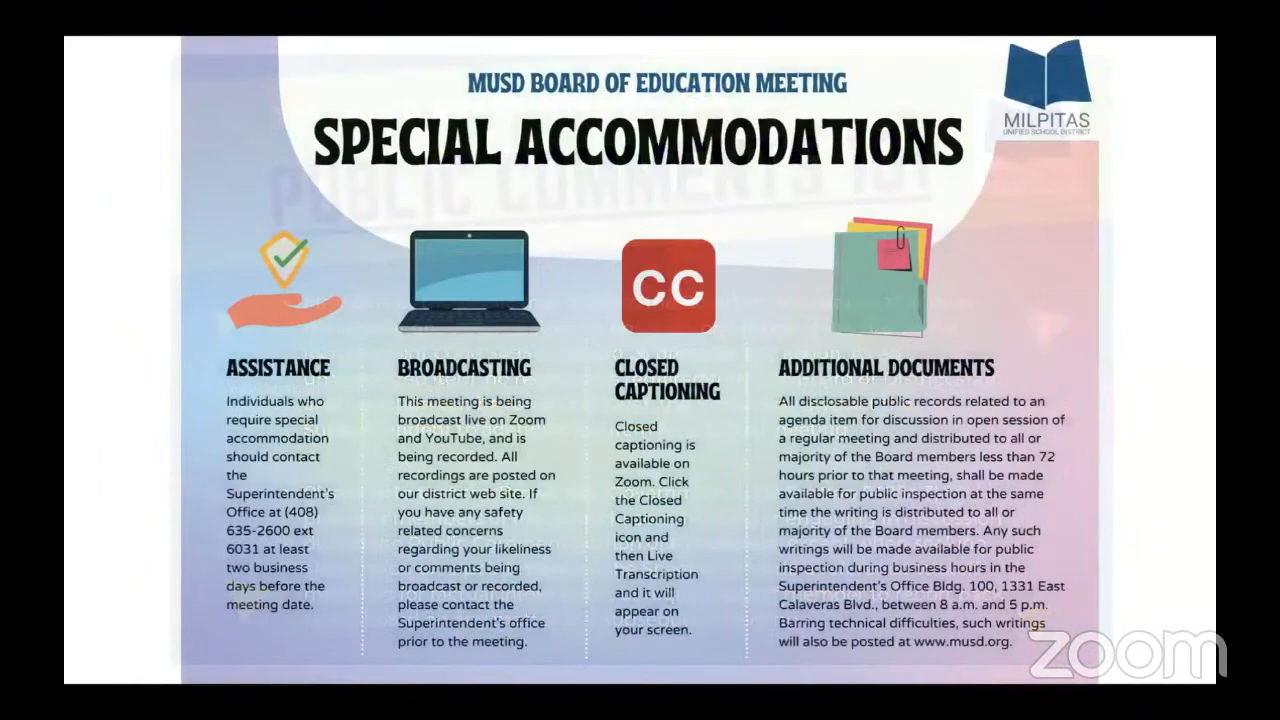 MUSD BOARD OF EDUCATION MEETING
SPECIAL ACCOMMODATIONS
MILPITAS
UNIFIED SCHOOL DISTRICT
CC
ASSISTANCE
Individuals who
require special
accommodation
should contact
the
Superintendent's
Office at (408)
635-2600 ext
6031 at least
two business
days before the
meeting date.
BROADCASTING
This meeting is being
broadcast live on Zoom
and YouTube, and is
being recorded. All
recordings are posted on
our district web site. If
you have any safety
related concerns
regarding your likeliness
or comments being
broadcast or recorded,
please contact the
Superintendent's office
prior to the meeting.
CLOSED
CAPTIONING
Closed
captioning is
available on
Zoom. Click
the Closed
Captioning
icon and
then Live
Transcription
and it will
appear on
your screen.
ADDITIONAL DOCUMENTS
All disclosable public records related to an
agenda item for discussion in open session of
a regular meeting and distributed to all or
majority of the Board members less than 72
hours prior to that meeting, shall be made
available for public inspection at the same
time the writing is distributed to all or
majority of the Board members. Any such
writings will be made available for public
inspection during business hours in the
Superintendent's Office Bldg. 100, 1331 East
Calaveras Blvd., between 8 a.m. and 5 p.m.
Barring technical difficulties, such writings
will also be posted at www.musd.org.
zoom
PUBLIC COMMENTS 101